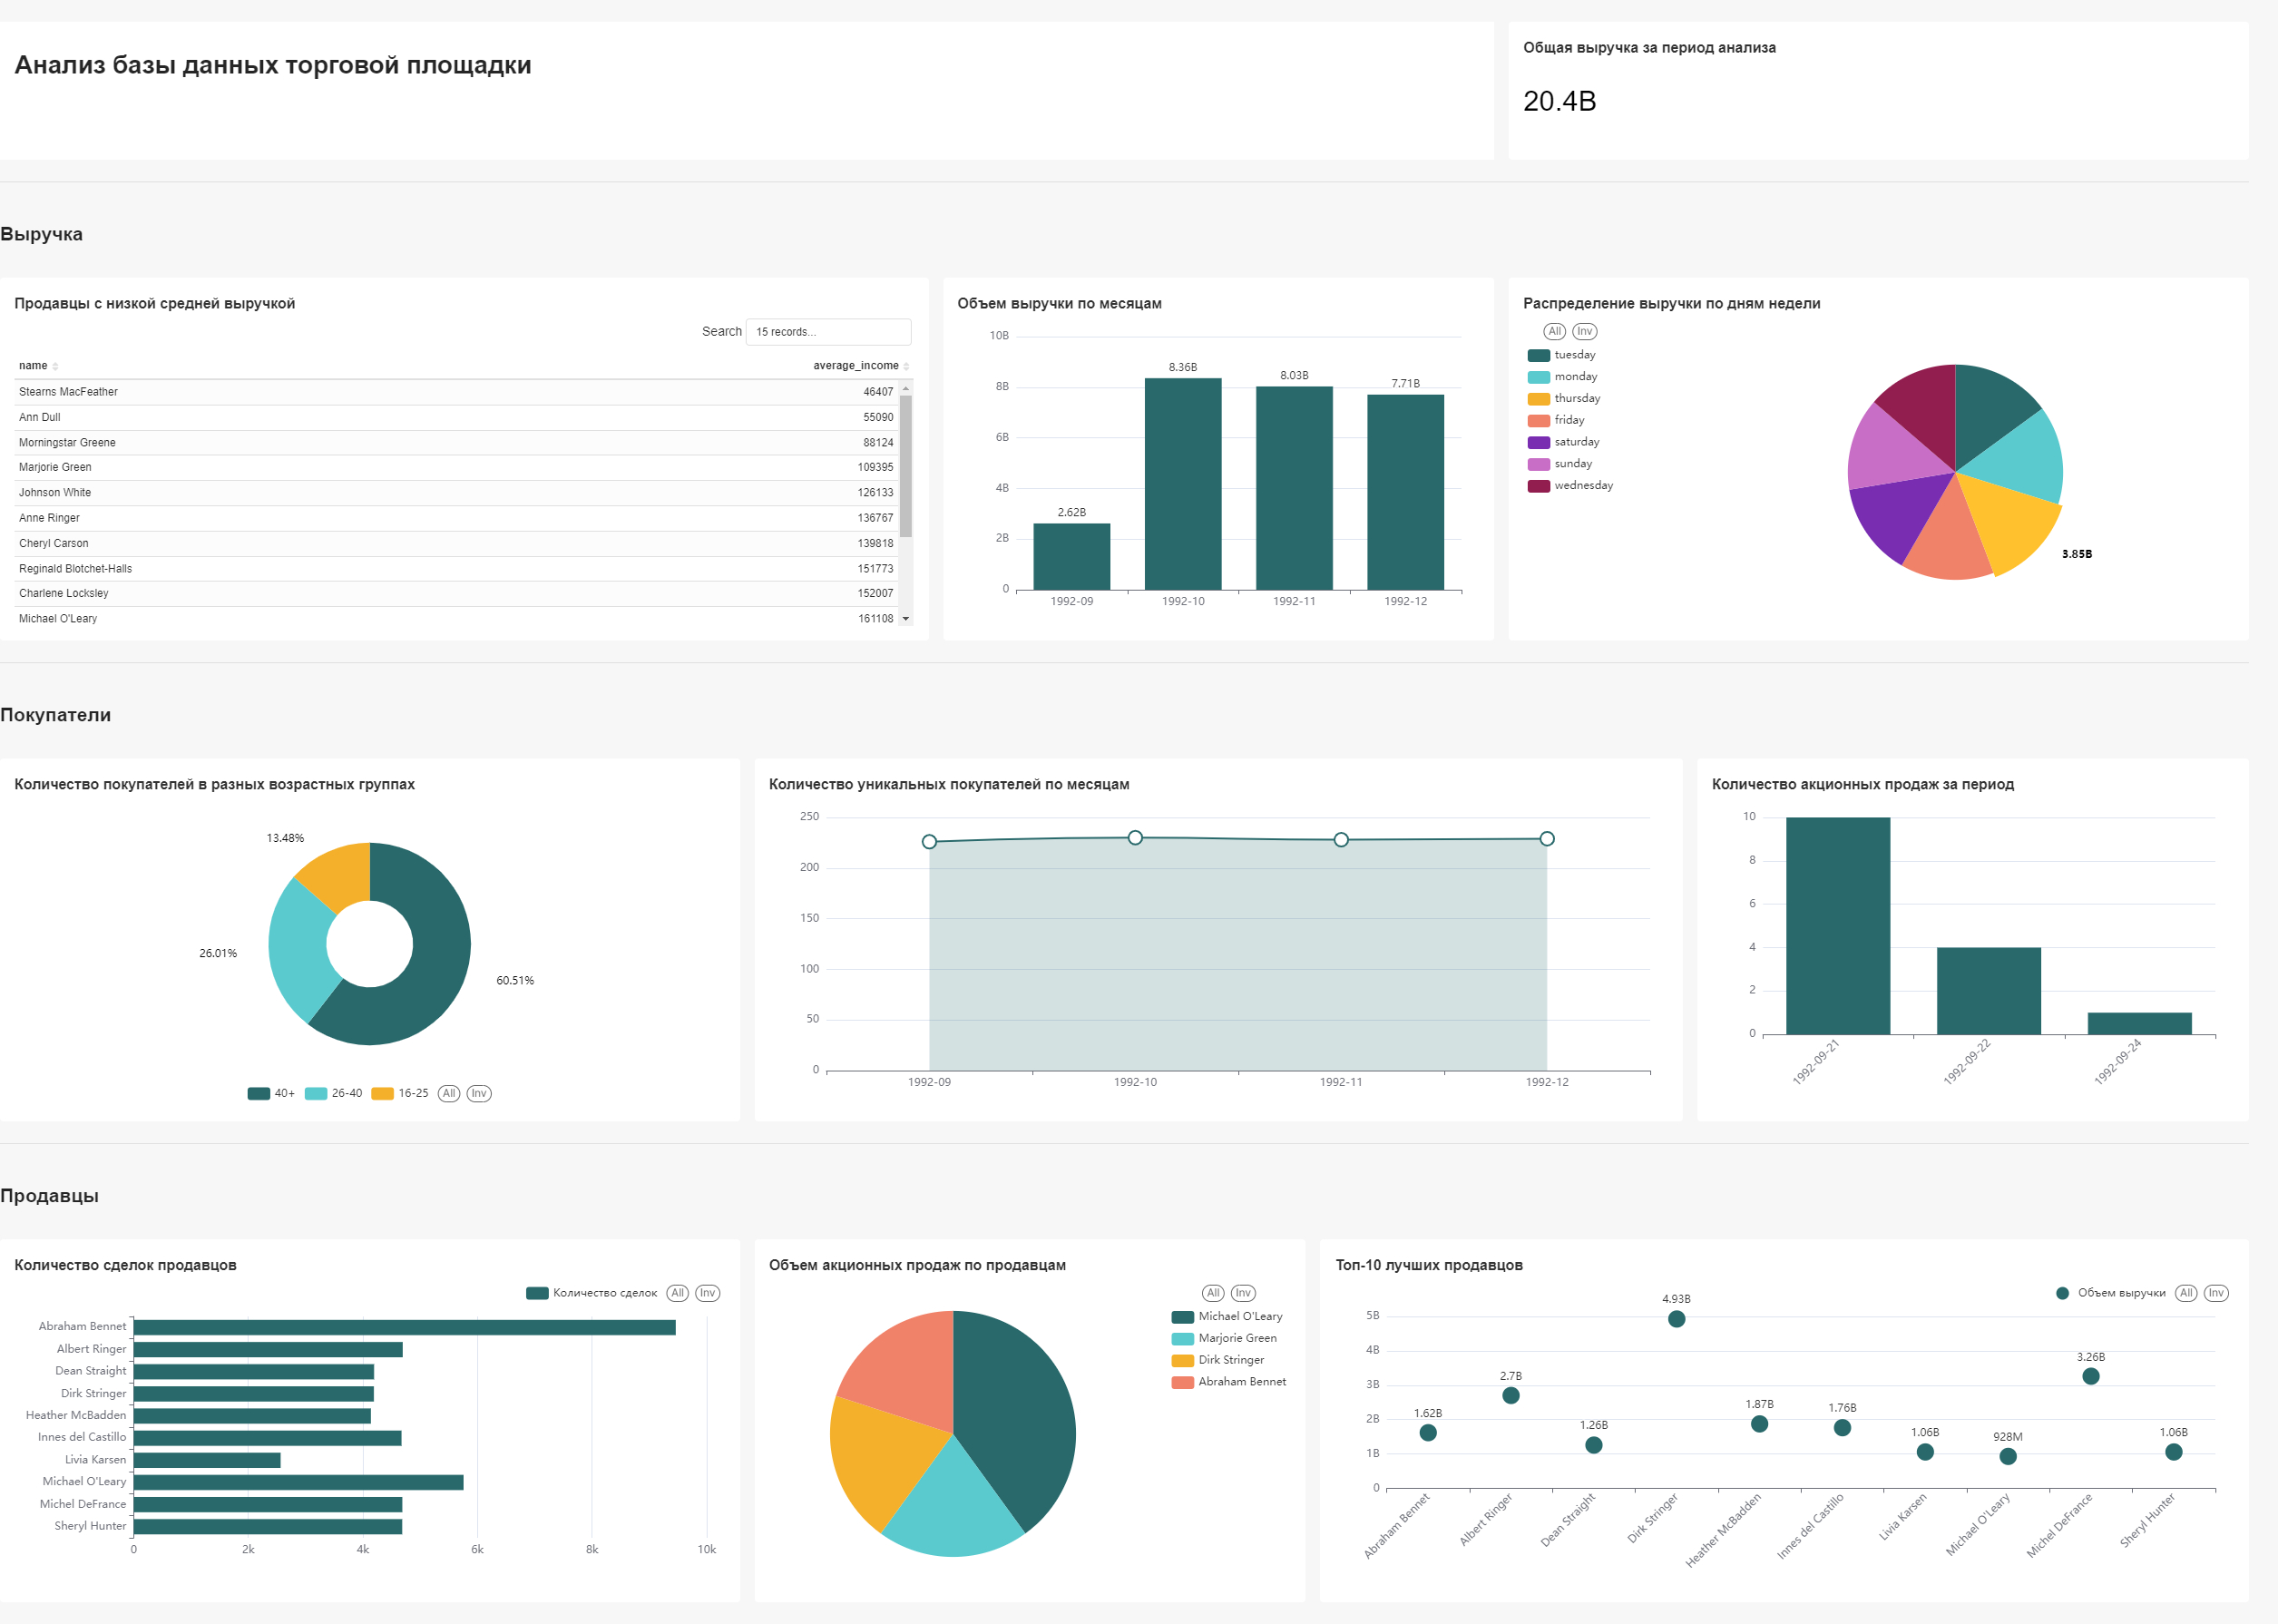 Анализ базы данных торговой площадки
Общая выручка за период анализа
20.4B
Выручка
Продавцы с низкой средней выручкой
Search 15 records...
name average_income
Stearns MacFeather 46407
Ann Dull 55090
Morningstar Greene 88124
Marjorie Green 109395
Johnson White 126133
Anne Ringer 136767
Cheryl Carson 139818
Reginald Blotchet-Halls 151773
Charlene Locksley 152007
Michael O'Leary 161108
Объем выручки по месяцам
10B
8B
6B
4B
2B
0
2.62B
8.36B
8.03B
7.71B
1992-09 1992-10 1992-11 1992-12
Распределение выручки по дням недели
All Inv
tuesday
monday
thursday
friday
saturday
sunday
wednesday
3.85B
Покупатели
Количество покупателей в разных возрастных группах
13.48%
26.01%
60.51%
40+ 26-40 16-25 All Inv
Количество уникальных покупателей по месяцам
250
200
150
100
50
0
1992-09 1992-10 1992-11 1992-12
Количество акционных продаж за период
10
8
6
4
2
0
1992-09-21 1992-09-22 1992-09-24
Продавцы
Количество сделок продавцов
Количество сделок All Inv
Abraham Bennet
Albert Ringer
Dean Straight
Dirk Stringer
Heather McBadden
Innes del Castillo
Livia Karsen
Michael O'Leary
Michel DeFrance
Sheryl Hunter
0 2k 4k 6k 8k 10k
Объем акционных продаж по продавцам
All Inv
Michael O'Leary
Marjorie Green
Dirk Stringer
Abraham Bennet
Топ-10 лучших продавцов
Объем выручки All Inv
5B
4B
3B
2B
1B
0
1.62B
2.7B
1.26B
4.93B
1.87B
1.76B
1.06B
928M
3.26B
1.06B
Abraham Bennet
Albert Ringer
Dean Straight
Dirk Stringer
Heather McBadden
Innes del Castillo
Livia Karsen
Michael O'Leary
Michel DeFrance
Sheryl Hunter